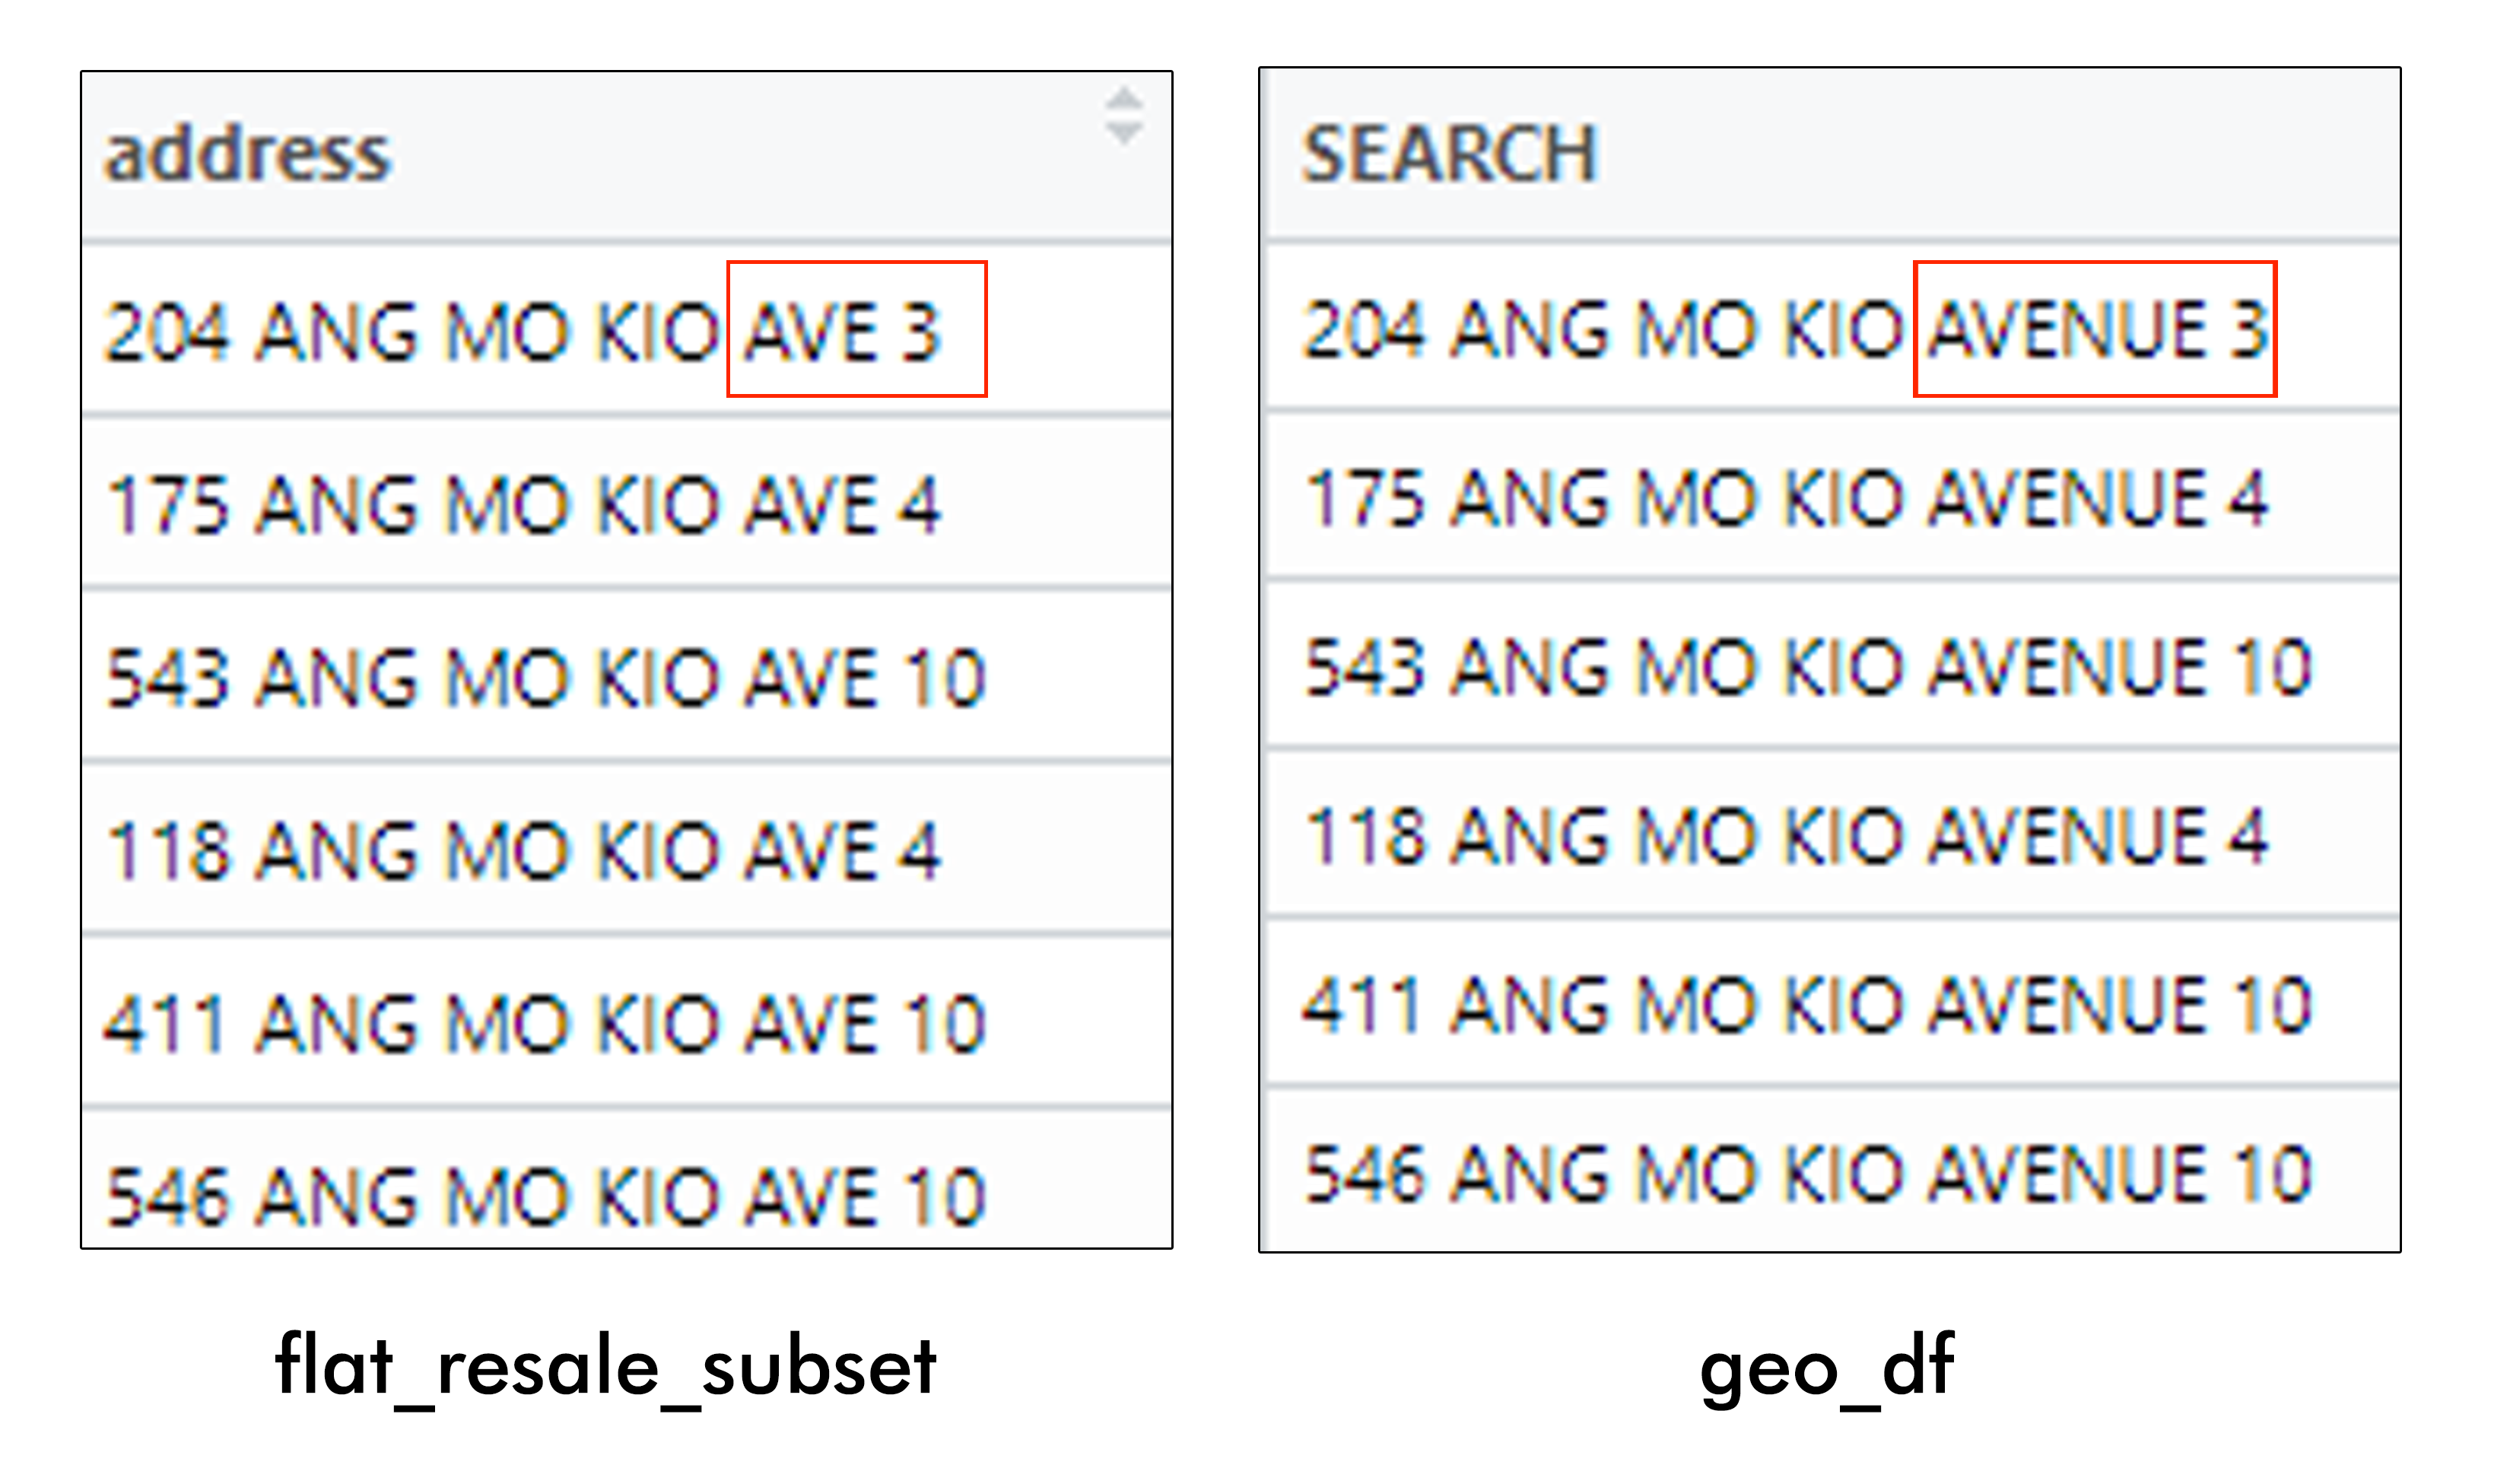 address
204 ANG MO KIO AVE 3
175 ANG MO KIO AVE 4
543 ANG MO KIO AVE 10
118 ANG MO KIO AVE 4
411 ANG MO KIO AVE 10
546 ANG MO KIO AVE 10
flat_resale_subset
SEARCH
204 ANG MO KIO AVENUE 3
175 ANG MO KIO AVENUE 4
543 ANG MO KIO AVENUE 10
118 ANG MO KIO AVENUE 4
411 ANG MO KIO AVENUE 10
546 ANG MO KIO AVENUE 10
geo_df